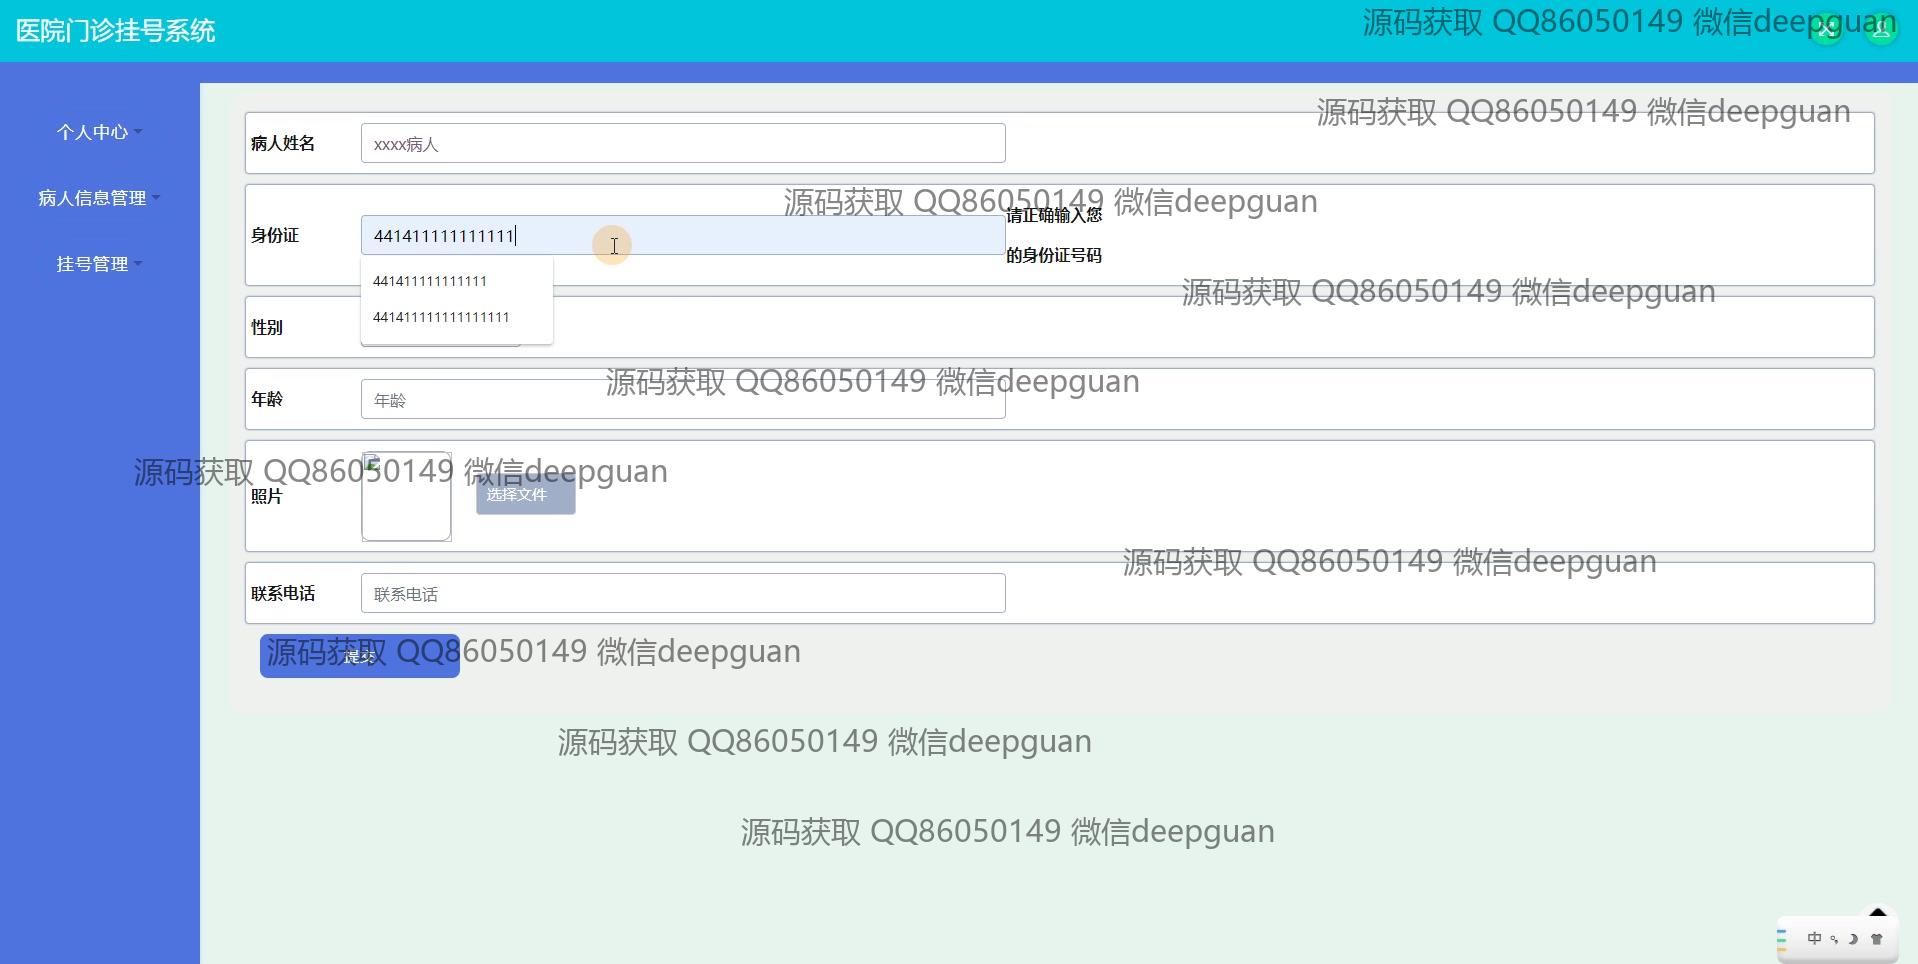 医院门诊挂号系统
源码获取 QQ86050149 微信deepguan
源码获取 QQ86050149 微信deepguan
个人中心
病人姓名
xxxx病人
病人信息管理
源码获取 QQ86050149 微信deepguan
请正确输入您
身份证
441411111111111
的身份证号码
挂号管理
441411111111111
441411111111111111
源码获取 QQ86050149 微信deepguan
性别
源码获取 QQ86050149 微信deepguan
年龄
年龄
源码获取 QQ86050149 微信deepguan
照片
选择文件
源码获取 QQ86050149 微信deepguan
联系电话
联系电话
源码获取 QQ86050149 微信deepguan
提交
源码获取 QQ86050149 微信deepguan
源码获取 QQ86050149 微信deepguan
中